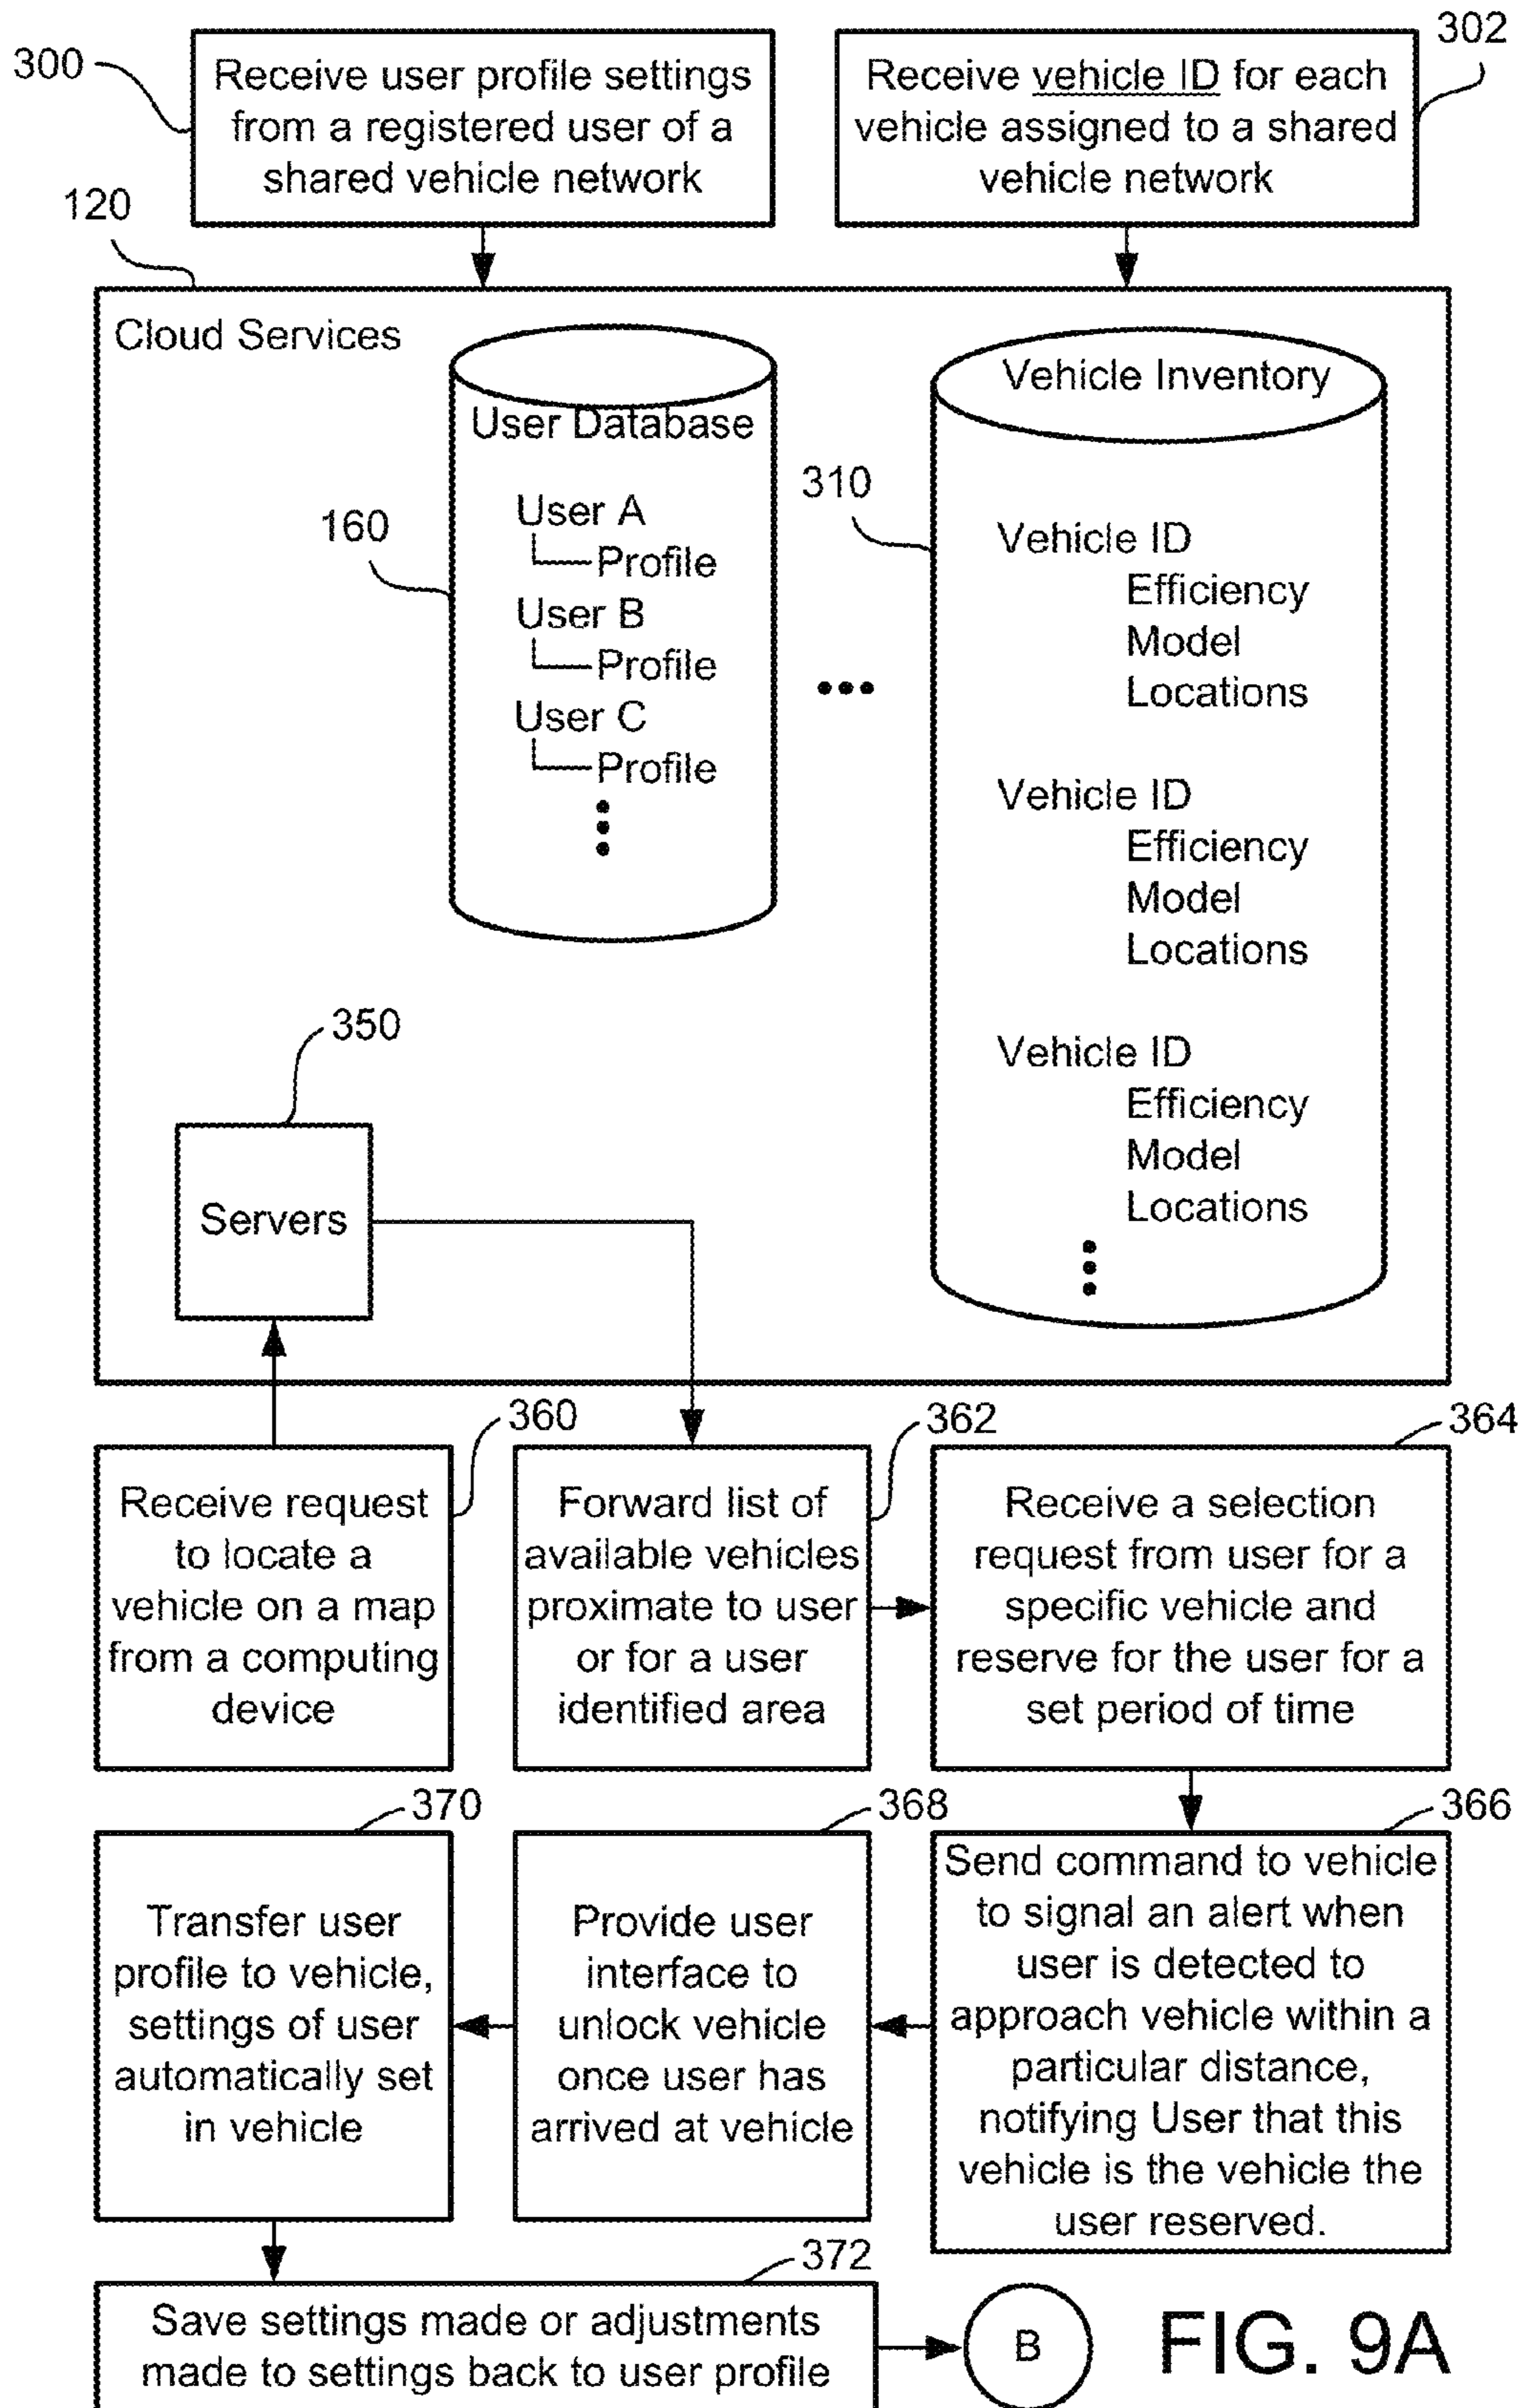 300
Receive user profile settings
from a registered user of a
shared vehicle network
302
Receive vehicle ID for each
vehicle assigned to a shared
vehicle network
120
Cloud Services
User Database
160
User A
Profile
User B
Profile
User C
Profile
310
Vehicle Inventory
Vehicle ID
Efficiency
Model
Locations
Vehicle ID
Efficiency
Model
Locations
Vehicle ID
Efficiency
Model
Locations
350
Servers
360
Receive request
to locate a
vehicle on a map
from a computing
device
362
Forward list of
available vehicles
proximate to user
or for a user
identified area
364
Receive a selection
request from user for a
specific vehicle and
reserve for the user for a
set period of time
366
Send command to vehicle
to signal an alert when
user is detected to
approach vehicle within a
particular distance,
notifying User that this
vehicle is the vehicle the
user reserved.
368
Provide user
interface to
unlock vehicle
once user has
arrived at vehicle
370
Transfer user
profile to vehicle,
settings of user
automatically set
in vehicle
372
Save settings made or adjustments
made to settings back to user profile
B
FIG. 9A